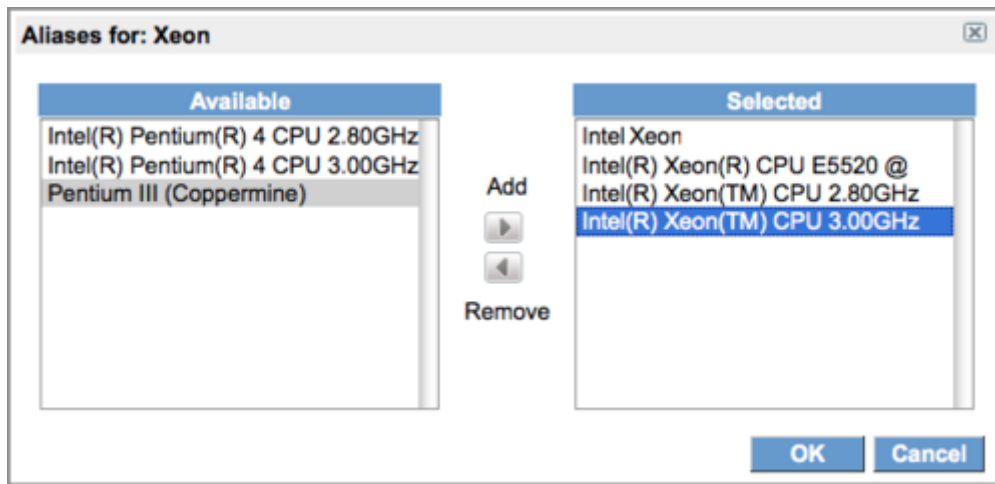 Aliases for: Xeon
Available
Intel(R) Pentium(R) 4 CPU 2.80GHz
Intel(R) Pentium(R) 4 CPU 3.00GHz
Pentium III (Coppermine)
Add
Remove
Selected
Intel Xeon
Intel(R) Xeon(R) CPU E5520 @
Intel(R) Xeon(TM) CPU 2.80GHz
Intel(R) Xeon(TM) CPU 3.00GHz
OK
Cancel